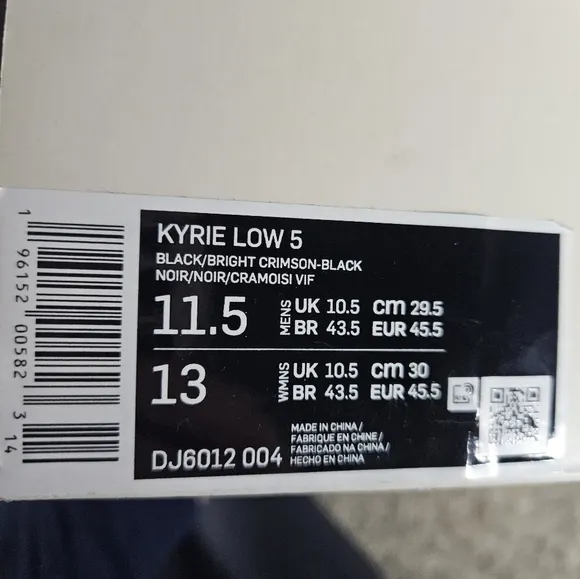 KYRIE LOW 5
BLACK/BRIGHT CRIMSON-BLACK
NOIR/NOIR/CRAMOISI VIF
11.5 MENS UK 10.5 cm 29.5
BR 43.5 EUR 45.5
13 WMNS UK 10.5 cm 30
BR 43.5 EUR 45.5
DJ6012 004
MADE IN CHINA /
FABRIQUE EN CHINE /
FABRICADO NA CHINA /
HECHO EN CHINA
1 96152 00582 3 14